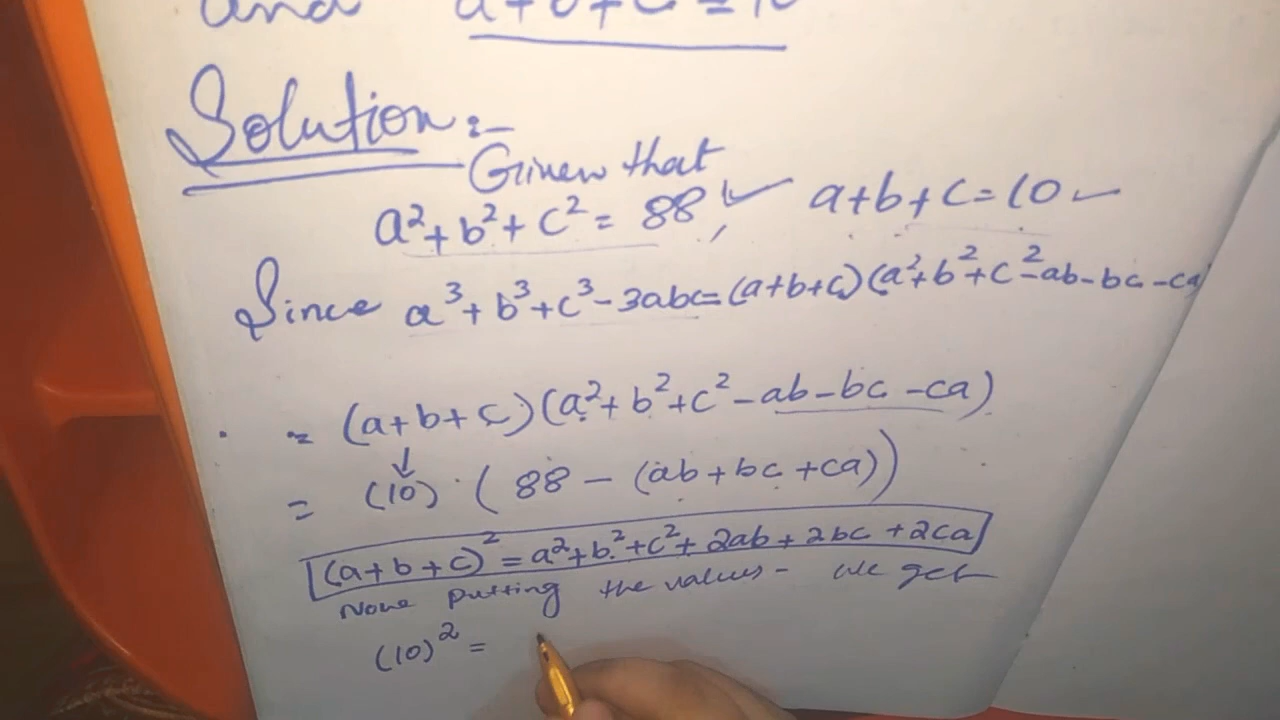 and a+b+c=10
Solution:-
Given that
a²+b²+c²=88, a+b+c=10
Since a³+b³+c³-3abc=(a+b+c)(a²+b²+c²-ab-bc-ca)
= (a+b+c)(a²+b²+c²-ab-bc-ca)
= (10).(88-(ab+bc+ca))
(a+b+c)²=a²+b²+c²+2ab+2bc+2ca
Now putting the values- we get
(10)²=